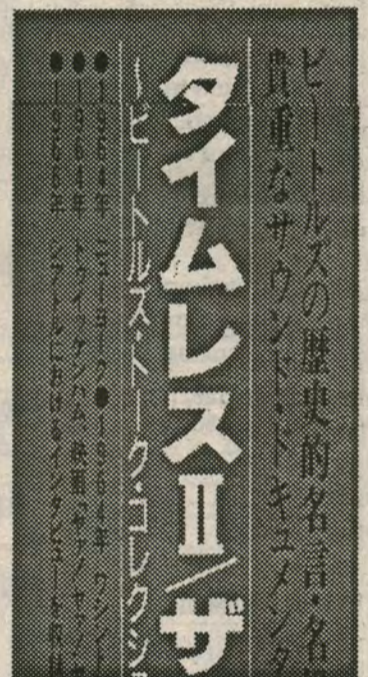 ビートルズの歴史的名言・名
貴重なサウンド・ドキュメンタ
タイムレスⅡ/ザ
〜ビートルズ・トーク・コレクシ
●1964年 ニューヨーク●1964年 ワシント
●1964年 トゥイッケンハム、映画
●1966年 シアトルにおけるインタビューを収